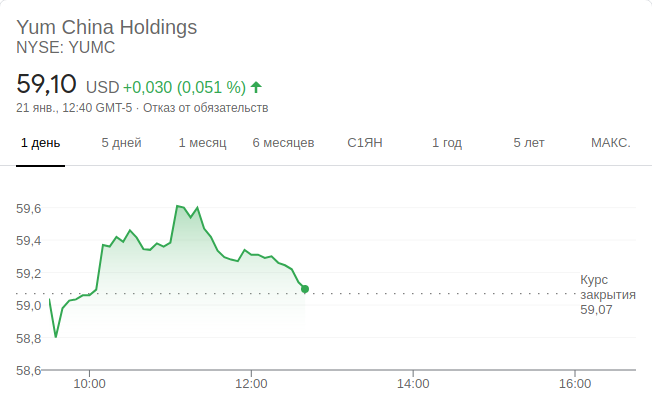 Yum China Holdings
NYSE: YUMC
59,10 USD +0,030 (0,051 %)
21 янв., 12:40 GMT-5 · Отказ от обязательств
1 день 5 дней 1 месяц 6 месяцев С1ЯН 1 год 5 лет МАКС.
59,6
59,4
59,2
59,0
58,8
58,6
Курс
закрытия
59,07
10:00 12:00 14:00 16:00